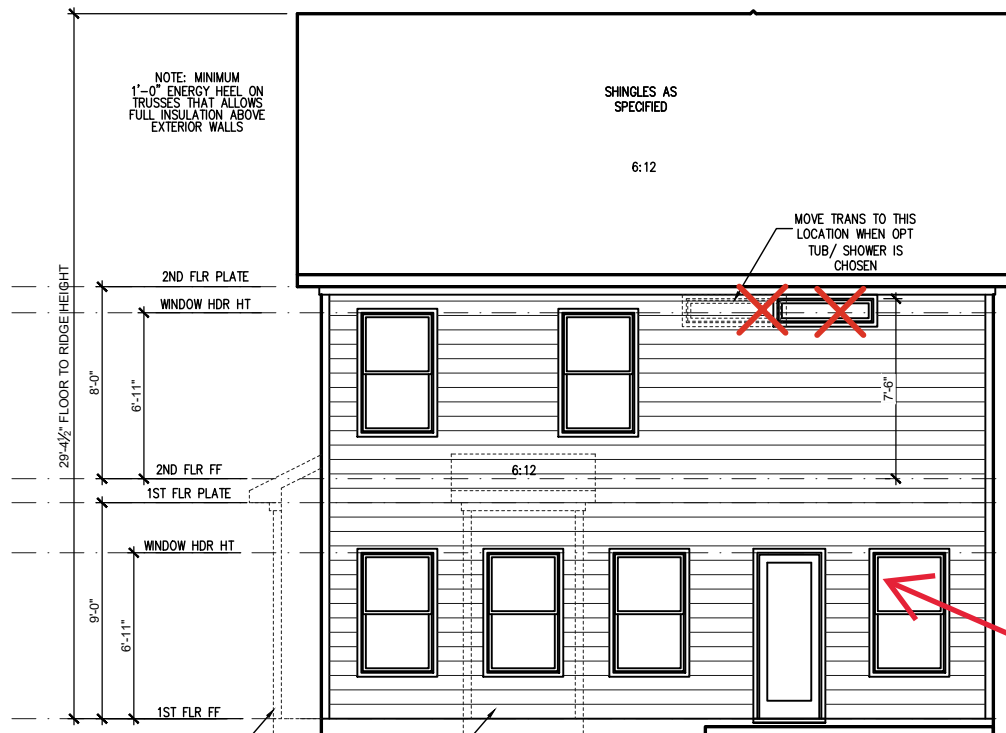 NOTE: MINIMUM
1'-0" ENERGY HEEL ON
TRUSSES THAT ALLOWS
FULL INSULATION ABOVE
EXTERIOR WALLS
SHINGLES AS
SPECIFIED
6:12
MOVE TRANS TO THIS
LOCATION WHEN OPT
TUB/ SHOWER IS
CHOSEN
29'-4½" FLOOR TO RIDGE HEIGHT
2ND FLR PLATE
WINDOW HDR HT
8'-0"
6'-11"
7'-6"
2ND FLR FF
6:12
1ST FLR PLATE
WINDOW HDR HT
9'-0"
6'-11"
1ST FLR FF